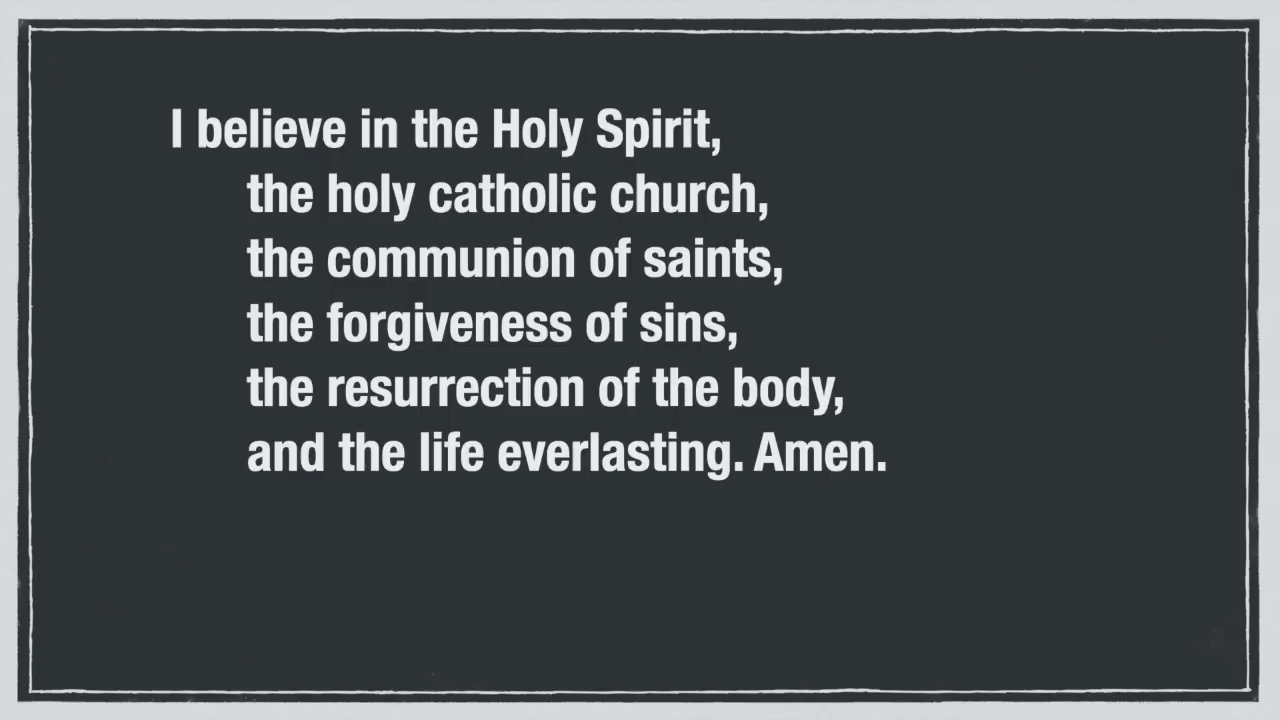 I believe in the Holy Spirit,
the holy catholic church,
the communion of saints,
the forgiveness of sins,
the resurrection of the body,
and the life everlasting. Amen.